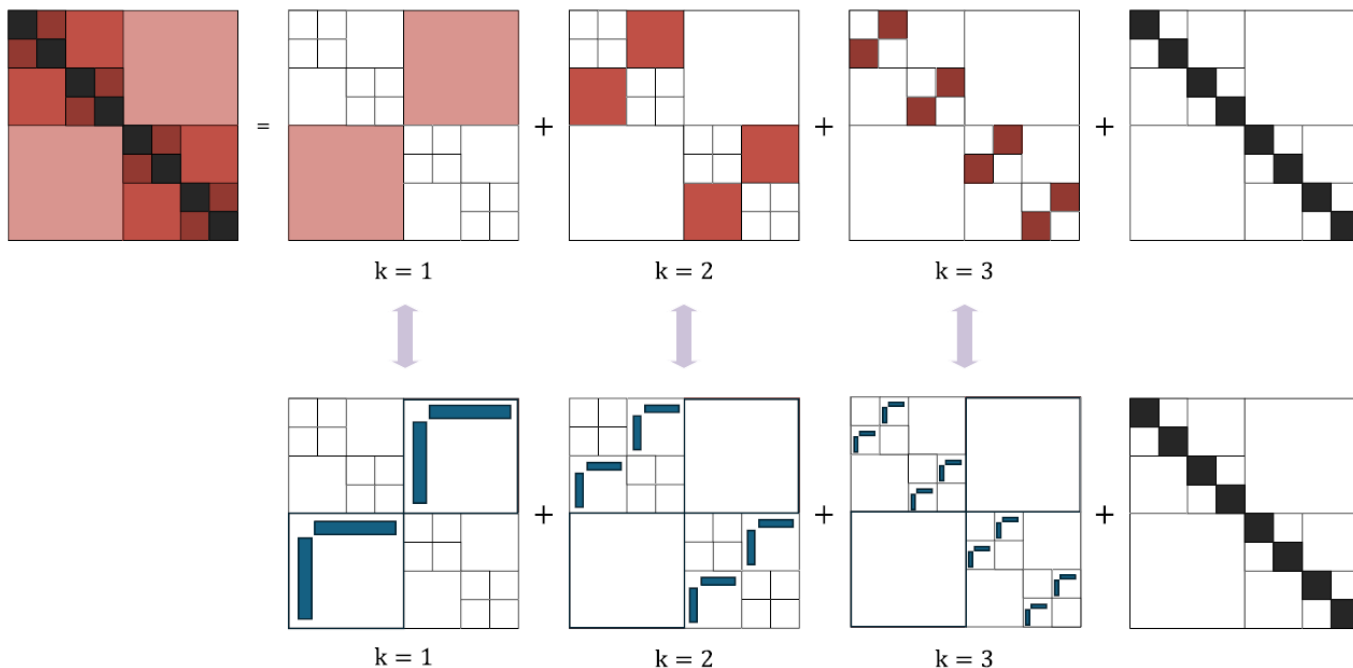 = + + +
k = 1 k = 2 k = 3
+ + +
k = 1 k = 2 k = 3